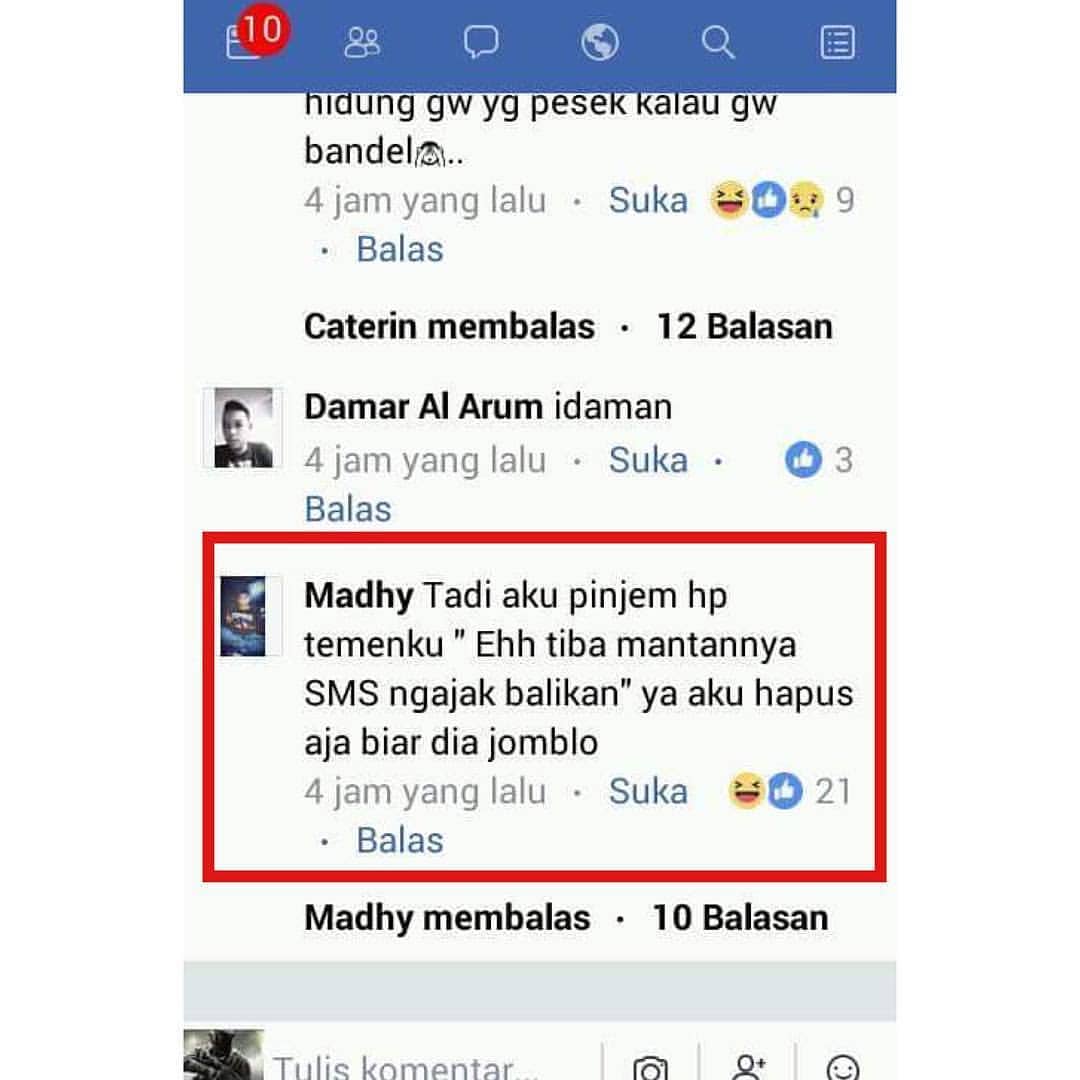 10
hidung gw yg pesek kalau gw
bandel🙈..
4 jam yang lalu · Suka 9
· Balas
Caterin membalas · 12 Balasan
Damar Al Arum idaman
4 jam yang lalu · Suka · 3
Balas
Madhy Tadi aku pinjem hp
temenku " Ehh tiba mantannya
SMS ngajak balikan" ya aku hapus
aja biar dia jomblo
4 jam yang lalu · Suka 21
· Balas
Madhy membalas · 10 Balasan
Tulis komentar...